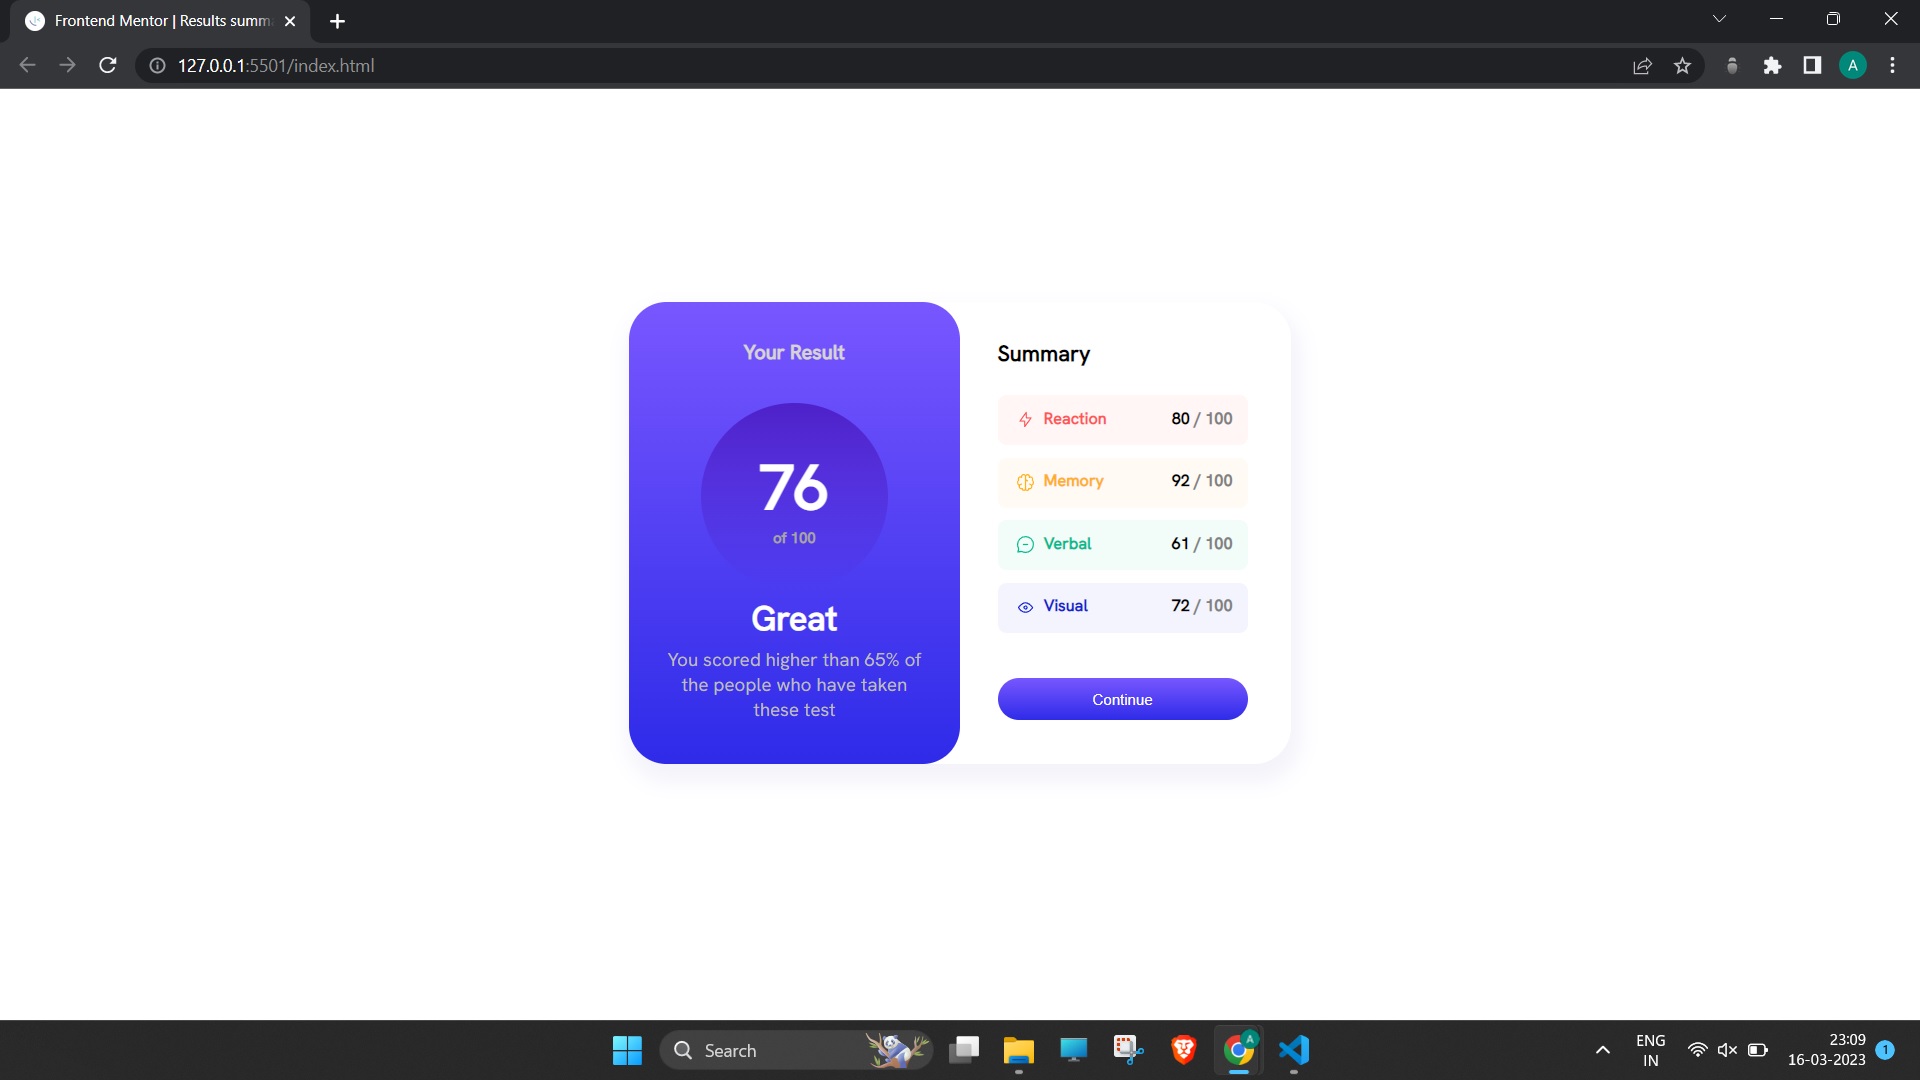 Frontend Mentor | Results summ
127.0.0.1:5501/index.html
A
Your Result
76
of 100
Great
You scored higher than 65% of
the people who have taken
these test
Summary
Reaction 80 / 100
Memory 92 / 100
Verbal 61 / 100
Visual 72 / 100
Continue
Search
A
ENG
IN
23:09
16-03-2023
1